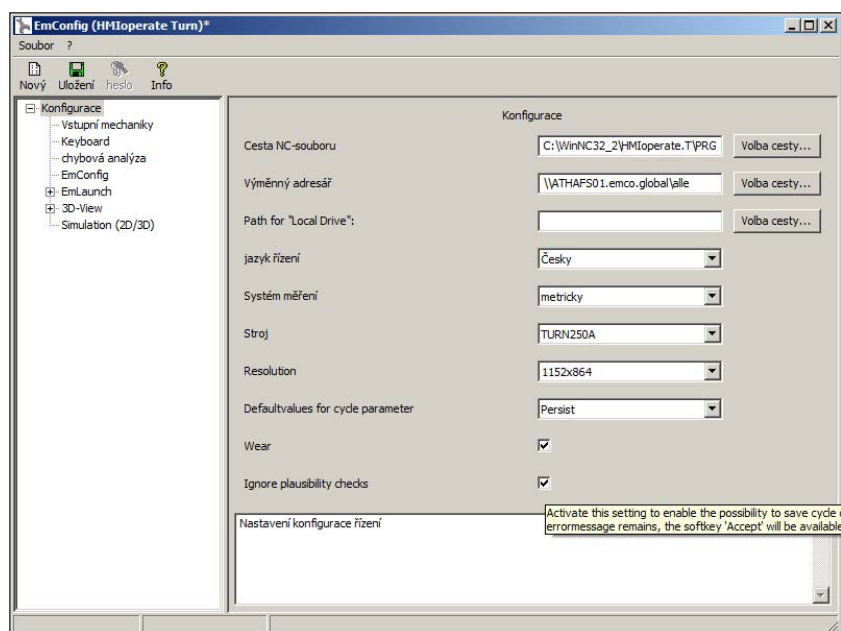 EmConfig (HMIoperate Turn)*
Soubor ?
Nový Uložení heslo Info
Konfigurace
Vstupní mechaniky
Keyboard
chybová analýza
EmConfig
EmLaunch
3D-View
Simulation (2D/3D)
Konfigurace
Cesta NC-souboru C:\WinNC32_2\HMIoperate.T\PRG Volba cesty...
Výměnný adresář \\ATHAFS01.emco.global\alle Volba cesty...
Path for "Local Drive": Volba cesty...
jazyk řízení Česky
Systém měření metricky
Stroj TURN250A
Resolution 1152x864
Defaultvalues for cycle parameter Persist
Wear
Ignore plausibility checks
Activate this setting to enable the possibility to save cycle
errormessage remains, the softkey 'Accept' will be available
Nastavení konfigurace řízení